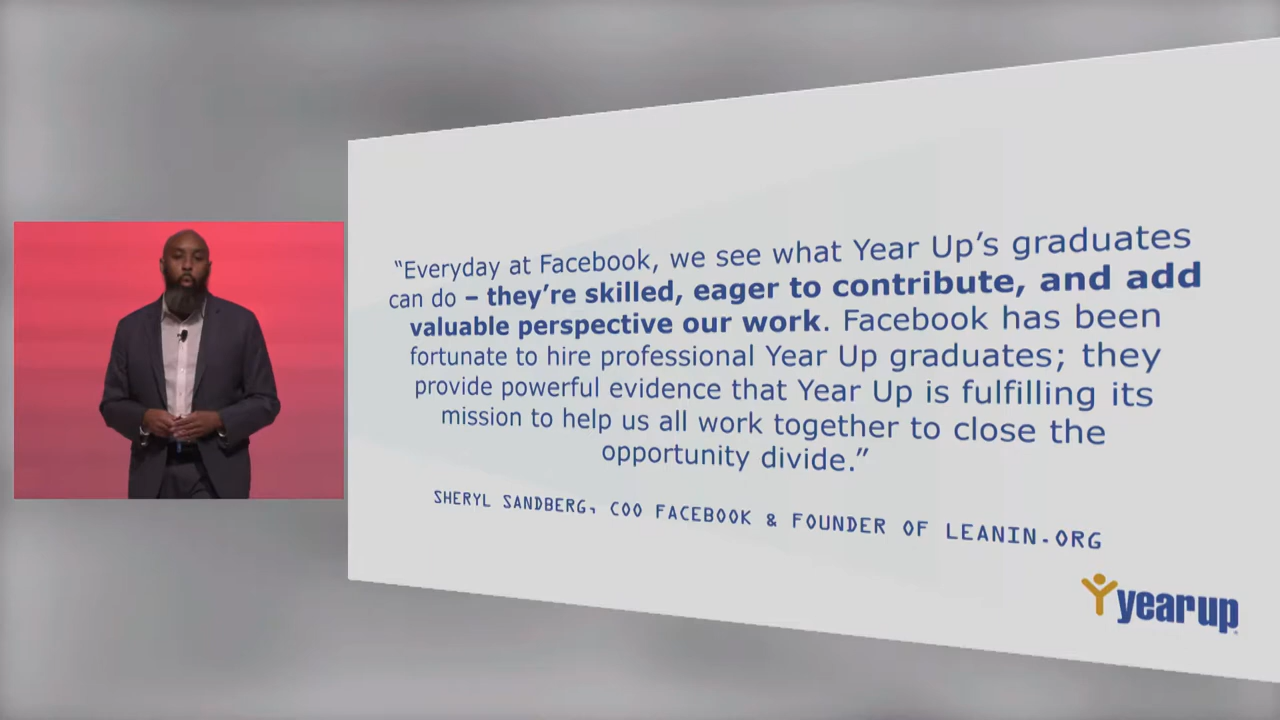 “Everyday at Facebook, we see what Year Up’s graduates
can do – they’re skilled, eager to contribute, and add
valuable perspective our work. Facebook has been
fortunate to hire professional Year Up graduates; they
provide powerful evidence that Year Up is fulfilling its
mission to help us all work together to close the
opportunity divide.”
SHERYL SANDBERG, COO FACEBOOK & FOUNDER OF LEANIN.ORG
yearup